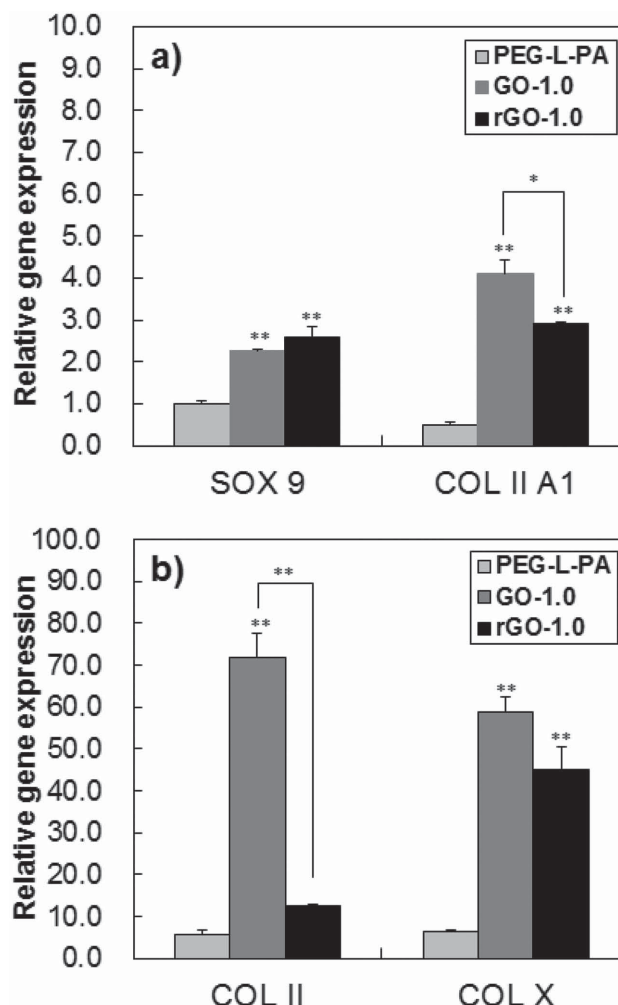 Relative gene expression
10.0
9.0
8.0
7.0
6.0
5.0
4.0
3.0
2.0
1.0
0.0
a)
PEG-L-PA
GO-1.0
rGO-1.0
*
**
**
**
**
SOX 9
COL II A1
Relative gene expression
100.0
90.0
80.0
70.0
60.0
50.0
40.0
30.0
20.0
10.0
0.0
b)
PEG-L-PA
GO-1.0
rGO-1.0
**
**
**
**
COL II
COL X